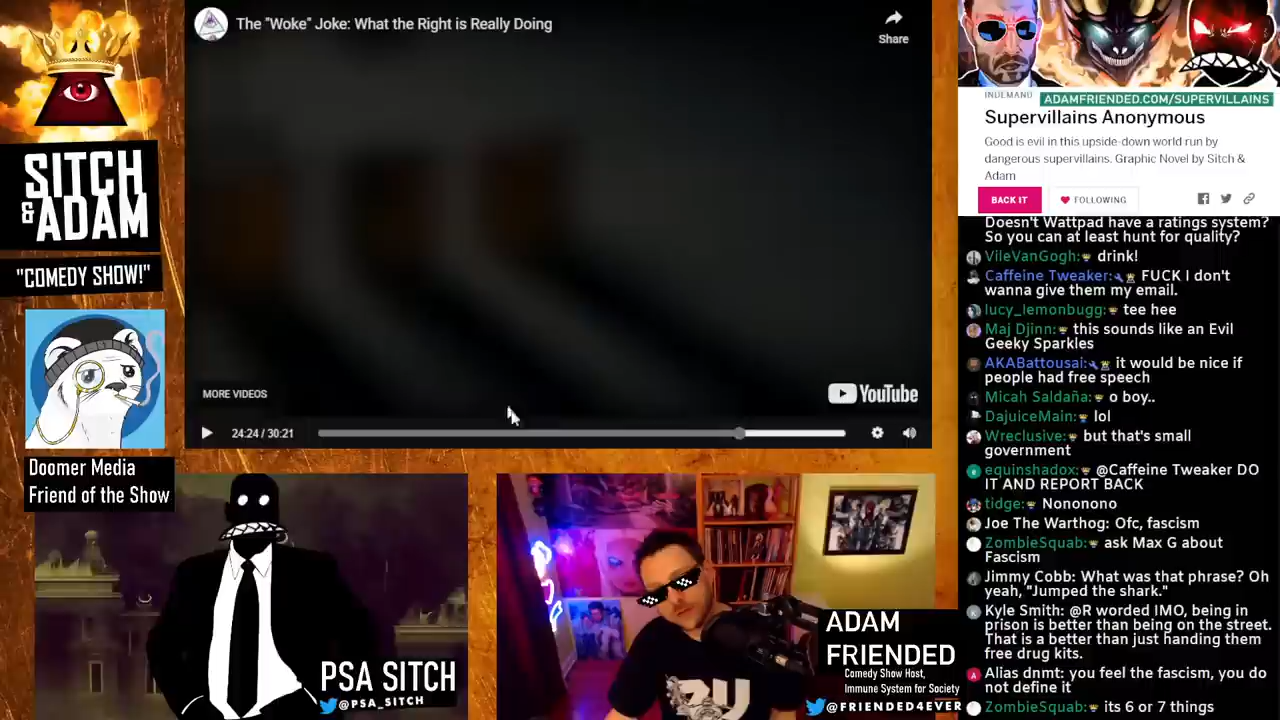 The "Woke" Joke: What the Right is Really Doing
Share
MORE VIDEOS
YouTube
24:24 / 30:21
SITCH
& ADAM
"COMEDY SHOW!"
Doomer Media
Friend of the Show
PSA SITCH
@PSA_SITCH
ADAM
FRIENDED
Comedy Show Host,
Immune System for Society
@FRIENDED4EVER
INDEMAND
ADAMFRIENDED.COM/SUPERVILLAINS
Supervillains Anonymous
Good is evil in this upside-down world run by
dangerous supervillains. Graphic Novel by Sitch &
Adam
BACK IT
FOLLOWING
Doesn't Wattpad have a ratings system?
So you can at least hunt for quality?
VileVanGogh: drink!
Caffeine Tweaker: FUCK I don't
wanna give them my email.
lucy_lemonbugg: tee hee
Maj Djinn: this sounds like an Evil
Geeky Sparkles
AKABattousai: it would be nice if
people had free speech
Micah Saldaña: o boy..
DajuiceMain: lol
Wreclusive: but that's small
government
equinshadox: @Caffeine Tweaker DO
IT AND REPORT BACK
tidge: Nononono
Joe The Warthog: Ofc, fascism
ZombieSquab: ask Max G about
Fascism
Jimmy Cobb: What was that phrase? Oh
yeah, "Jumped the shark."
Kyle Smith: @R worded IMO, being in
prison is better than being on the street.
That is a better than just handing them
free drug kits.
Alias dnmt: you feel the fascism, you do
not define it
ZombieSquab: its 6 or 7 things